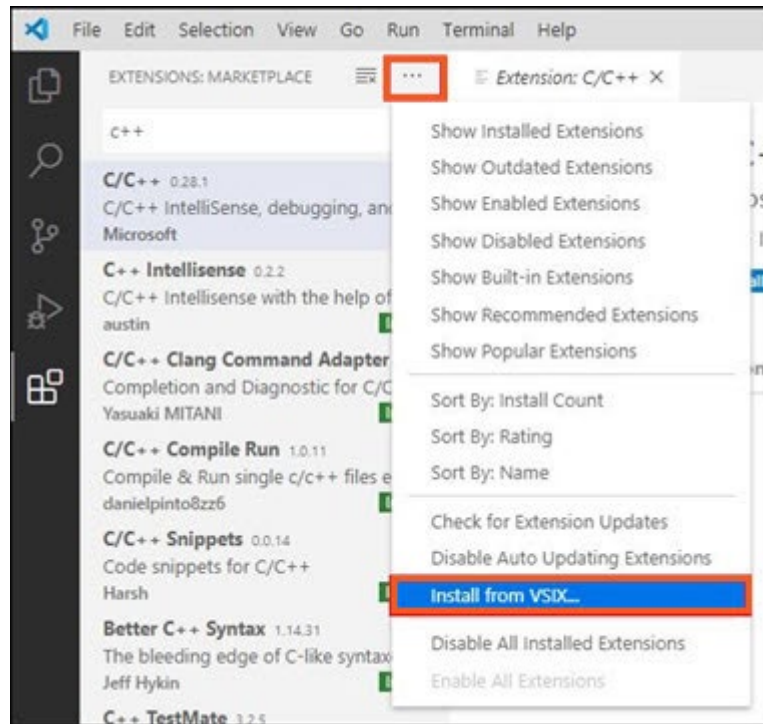 File Edit Selection View Go Run Terminal Help
EXTENSIONS: MARKETPLACE ··· Extension: C/C++ ×
c++
C/C++ 0.28.1
C/C++ IntelliSense, debugging, an
Microsoft
C++ Intellisense 0.2.2
C/C++ Intellisense with the help of
austin
C/C++ Clang Command Adapter
Completion and Diagnostic for C/C
Yasuaki MITANI
C/C++ Compile Run 1.0.11
Compile & Run single c/c++ files e
danielpinto8zz6
C/C++ Snippets 0.0.14
Code snippets for C/C++
Harsh
Better C++ Syntax 1.14.31
The bleeding edge of C-like syntax
Jeff Hykin
C++ TestMate 3.2.5
Show Installed Extensions
Show Outdated Extensions
Show Enabled Extensions
Show Disabled Extensions
Show Built-in Extensions
Show Recommended Extensions
Show Popular Extensions
Sort By: Install Count
Sort By: Rating
Sort By: Name
Check for Extension Updates
Disable Auto Updating Extensions
Install from VSIX...
Disable All Installed Extensions
Enable All Extensions